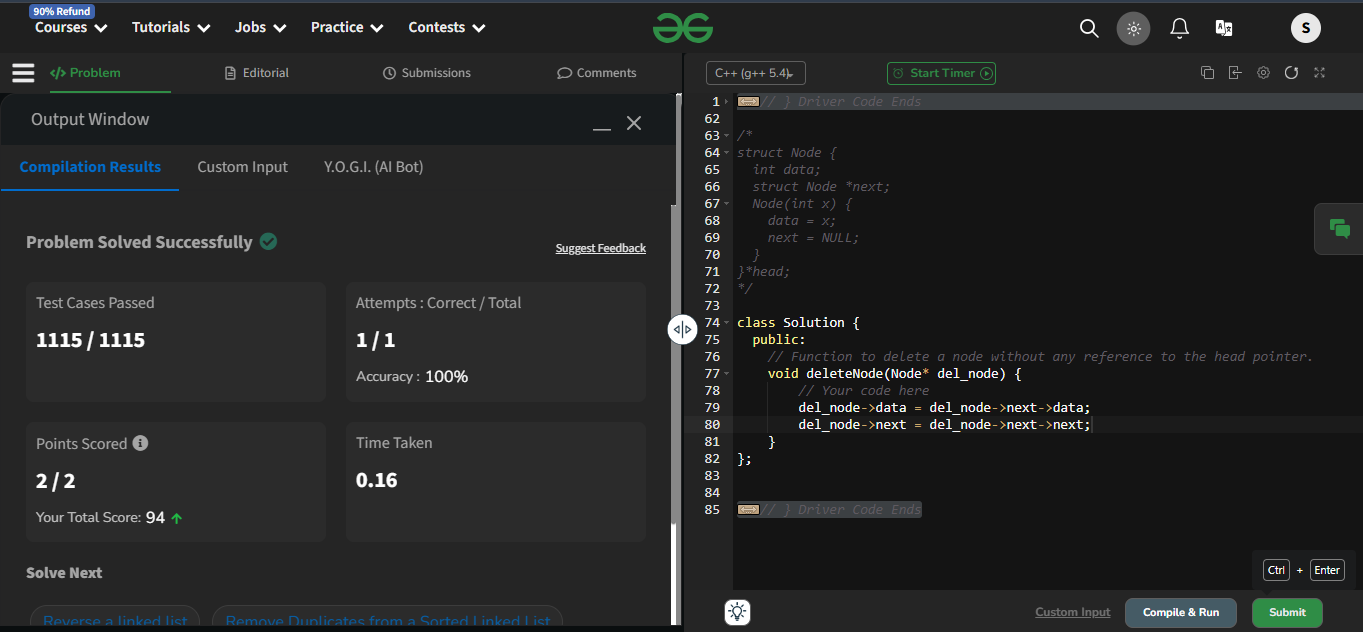 90% Refund
Courses Tutorials Jobs Practice Contests S
Problem Editorial Submissions Comments
C++ (g++ 5.4) Start Timer
Output Window
Compilation Results Custom Input Y.O.G.I. (AI Bot)
Problem Solved Successfully
Suggest Feedback
Test Cases Passed
1115 / 1115
Attempts : Correct / Total
1 / 1
Accuracy : 100%
Points Scored
2 / 2
Your Total Score: 94
Time Taken
0.16
Solve Next
Reverse a linked list Remove Duplicates from a Sorted Linked List
1 // } Driver Code Ends
62
63 /*
64 struct Node {
65 int data;
66 struct Node *next;
67 Node(int x) {
68 data = x;
69 next = NULL;
70 }
71 }*head;
72 */
73
74 class Solution {
75 public:
76 // Function to delete a node without any reference to the head pointer.
77 void deleteNode(Node* del_node) {
78 // Your code here
79 del_node->data = del_node->next->data;
80 del_node->next = del_node->next->next;
81 }
82 };
83
84
85 // } Driver Code Ends
Ctrl + Enter
Custom Input Compile & Run Submit